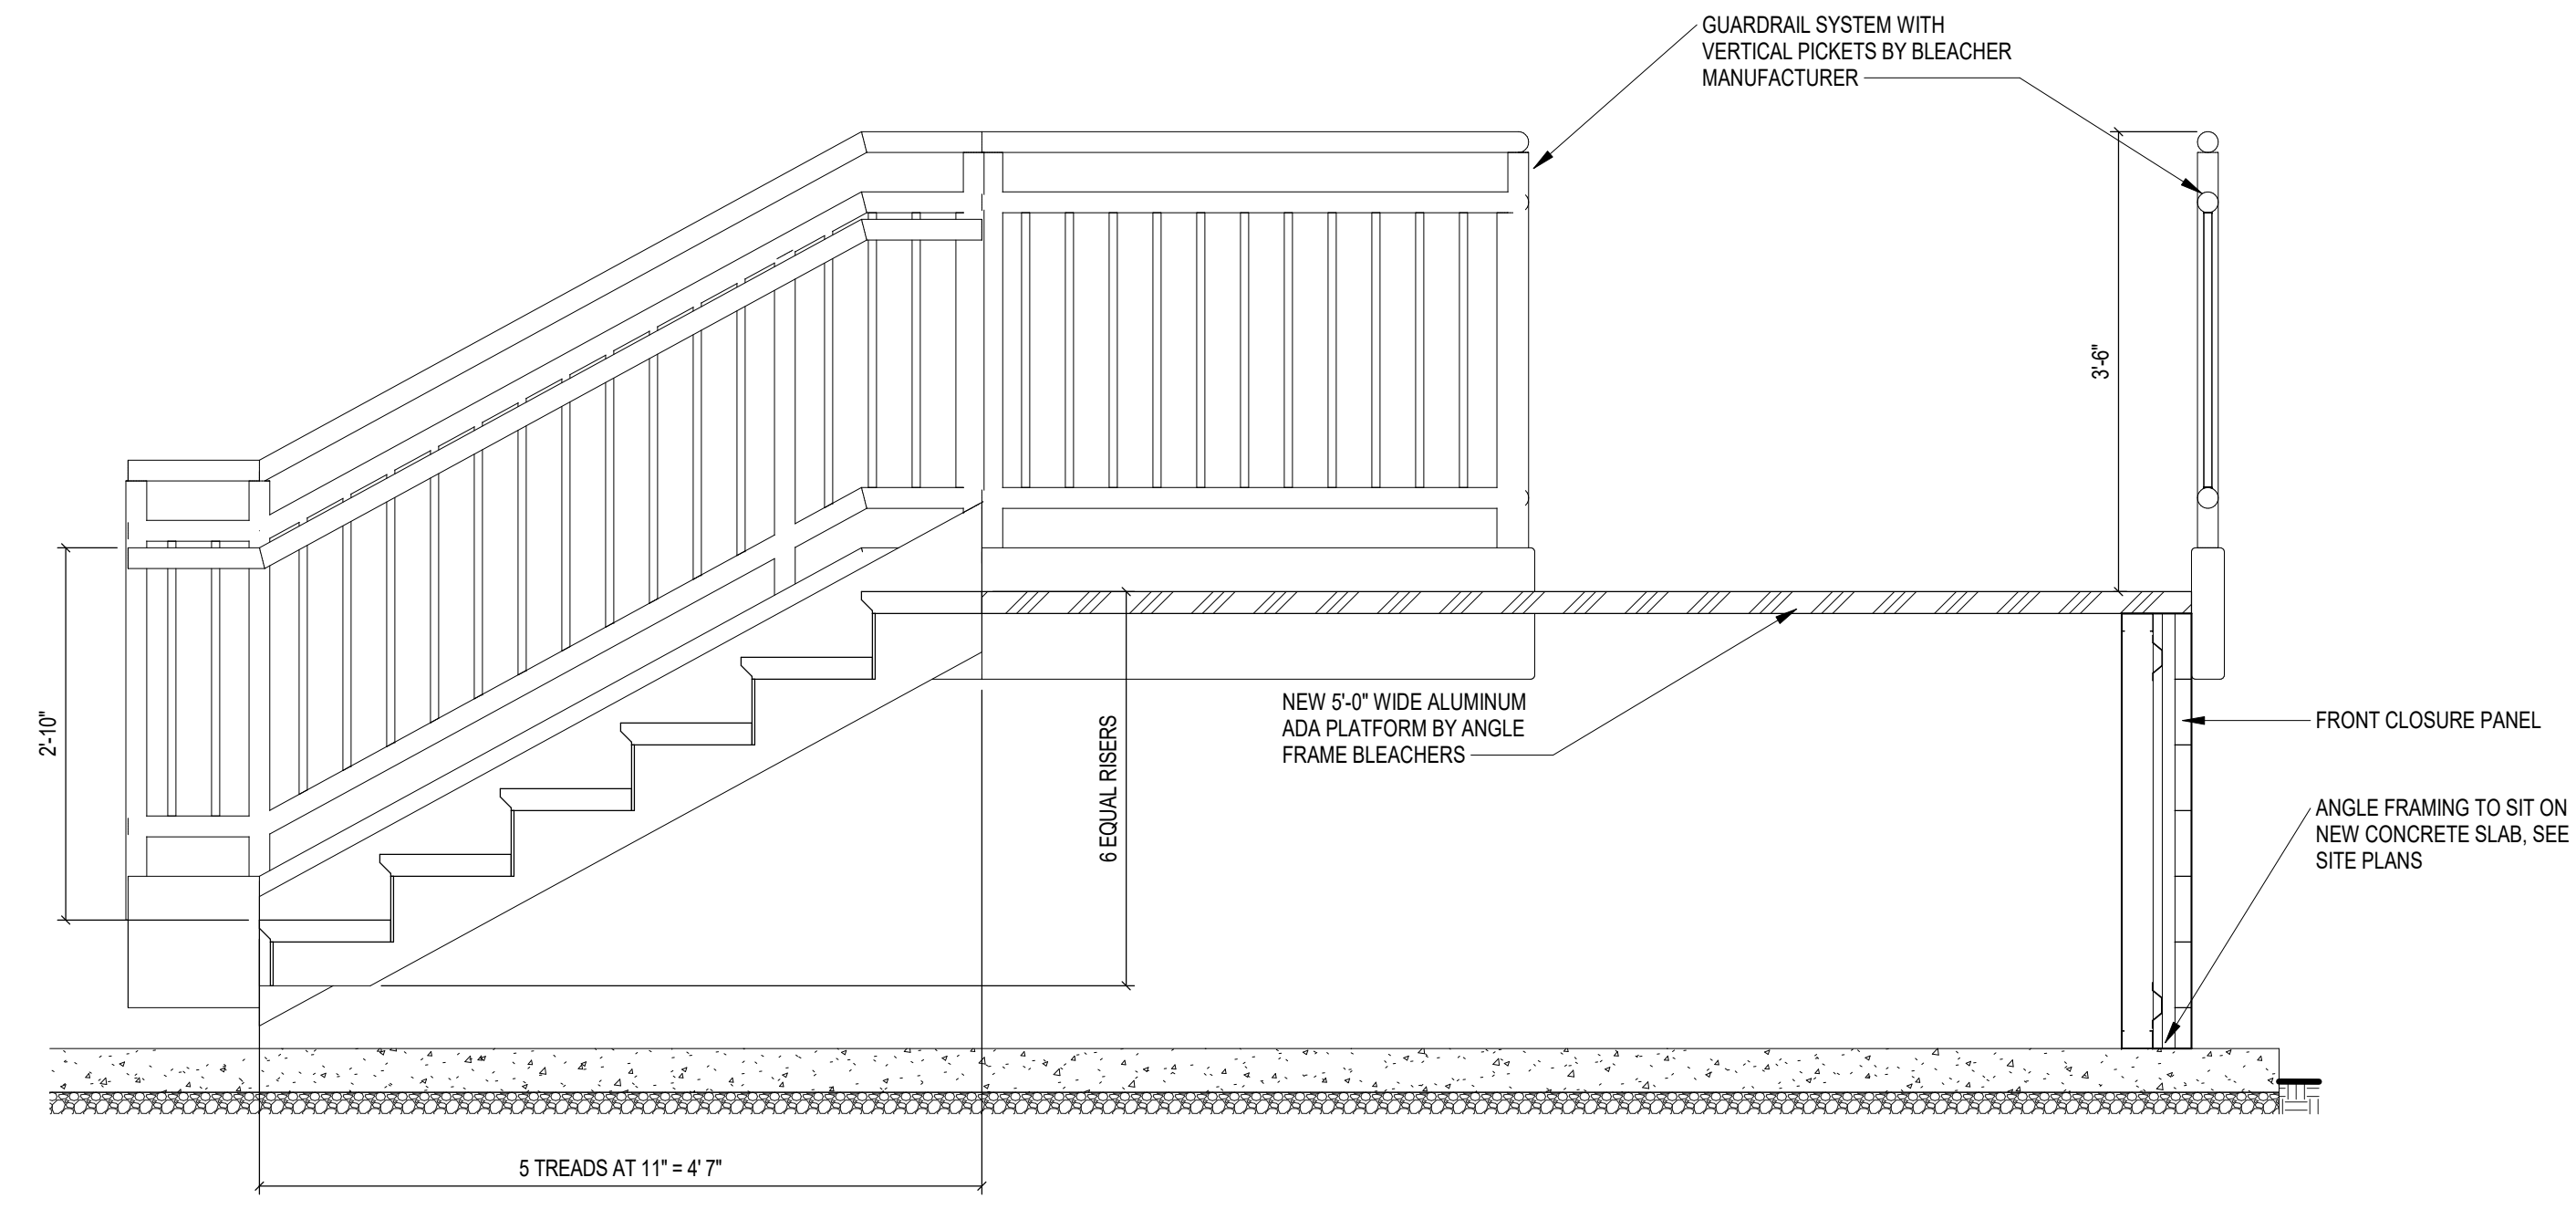 GUARDRAIL SYSTEM WITH
VERTICAL PICKETS BY BLEACHER
MANUFACTURER
3'-6"
2'-10"
NEW 5'-0" WIDE ALUMINUM
ADA PLATFORM BY ANGLE
FRAME BLEACHERS
6 EQUAL RISERS
FRONT CLOSURE PANEL
ANGLE FRAMING TO SIT ON
NEW CONCRETE SLAB, SEE
SITE PLANS
5 TREADS AT 11" = 4' 7"